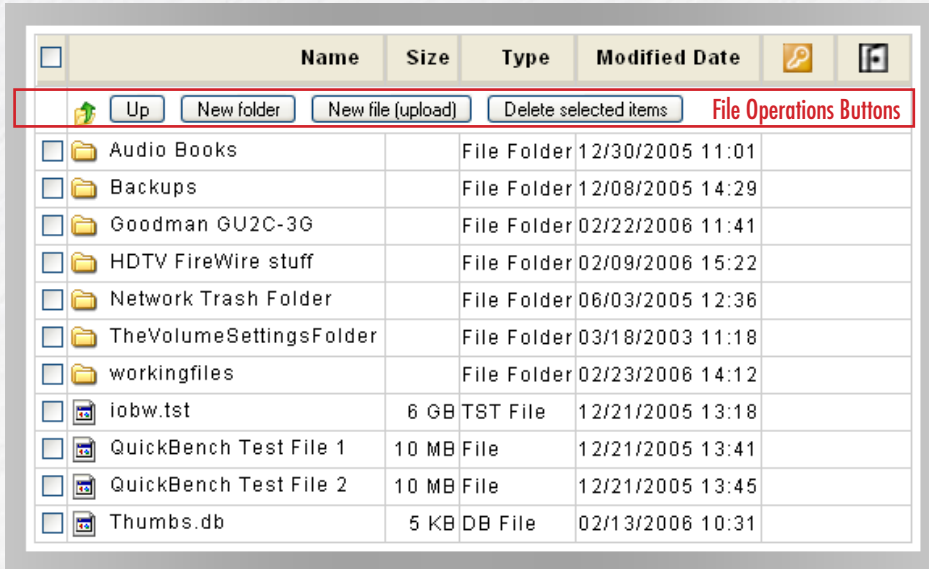 Name Size Type Modified Date
Up New folder New file (upload) Delete selected items File Operations Buttons
Audio Books File Folder 12/30/2005 11:01
Backups File Folder 12/08/2005 14:29
Goodman GU2C-3G File Folder 02/22/2006 11:41
HDTV FireWire stuff File Folder 02/09/2006 15:22
Network Trash Folder File Folder 06/03/2005 12:36
TheVolumeSettingsFolder File Folder 03/18/2003 11:18
workingfiles File Folder 02/23/2006 14:12
iobw.tst 6 GB TST File 12/21/2005 13:18
QuickBench Test File 1 10 MB File 12/21/2005 13:41
QuickBench Test File 2 10 MB File 12/21/2005 13:45
Thumbs.db 5 KB DB File 02/13/2006 10:31